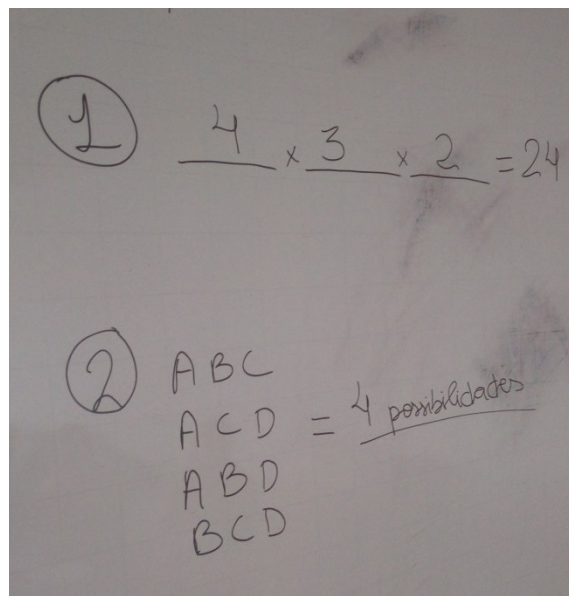 1 4 × 3 × 2 = 24
2 ABC
ACD = 4 possibilidades
ABD
BCD